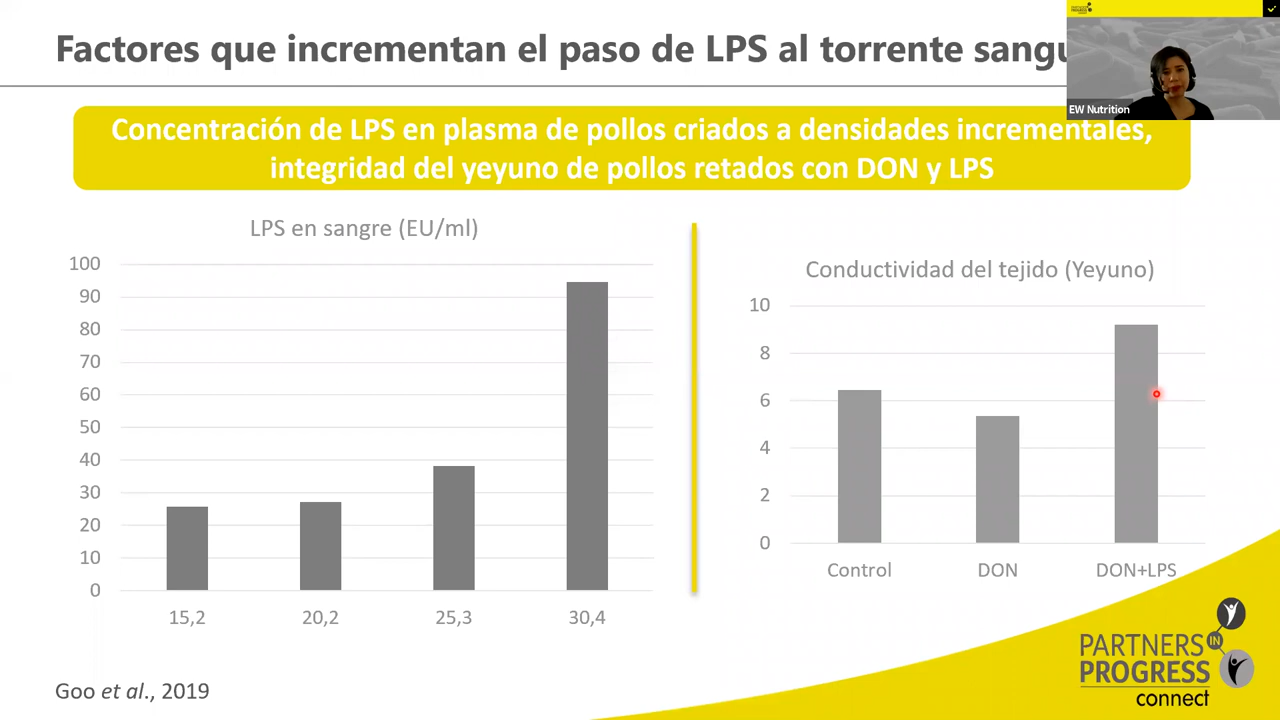 Factores que incrementan el paso de LPS al torrente
EW Nutrition
Concentración de LPS en plasma de pollos criados a densidades incrementales,
integridad del yeyuno de pollos retados con DON y LPS
LPS en sangre (EU/ml)
100
90
80
70
60
50
40
30
20
10
0
15,2 20,2 25,3 30,4
Conductividad del tejido (Yeyuno)
10
8
6
4
2
0
Control DON DON+LPS
Goo et al., 2019
PARTNERS IN
PROGRESS
connect